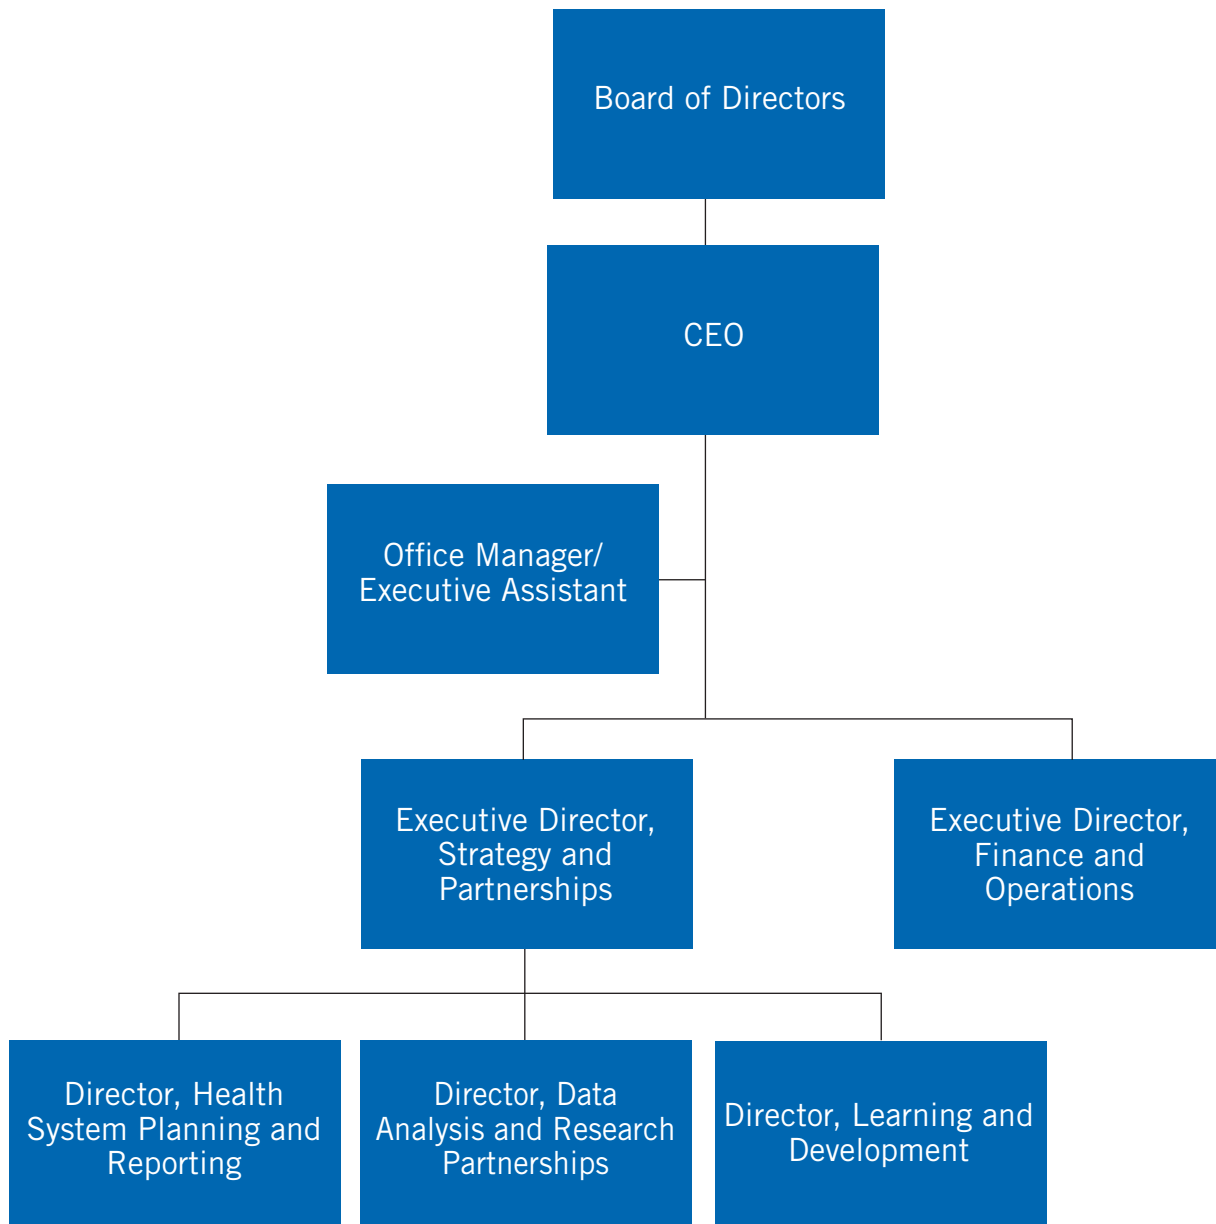 Board of Directors
CEO
Office Manager/
Executive Assistant
Executive Director,
Strategy and
Partnerships
Executive Director,
Finance and
Operations
Director, Health
System Planning and
Reporting
Director, Data
Analysis and Research
Partnerships
Director, Learning and
Development